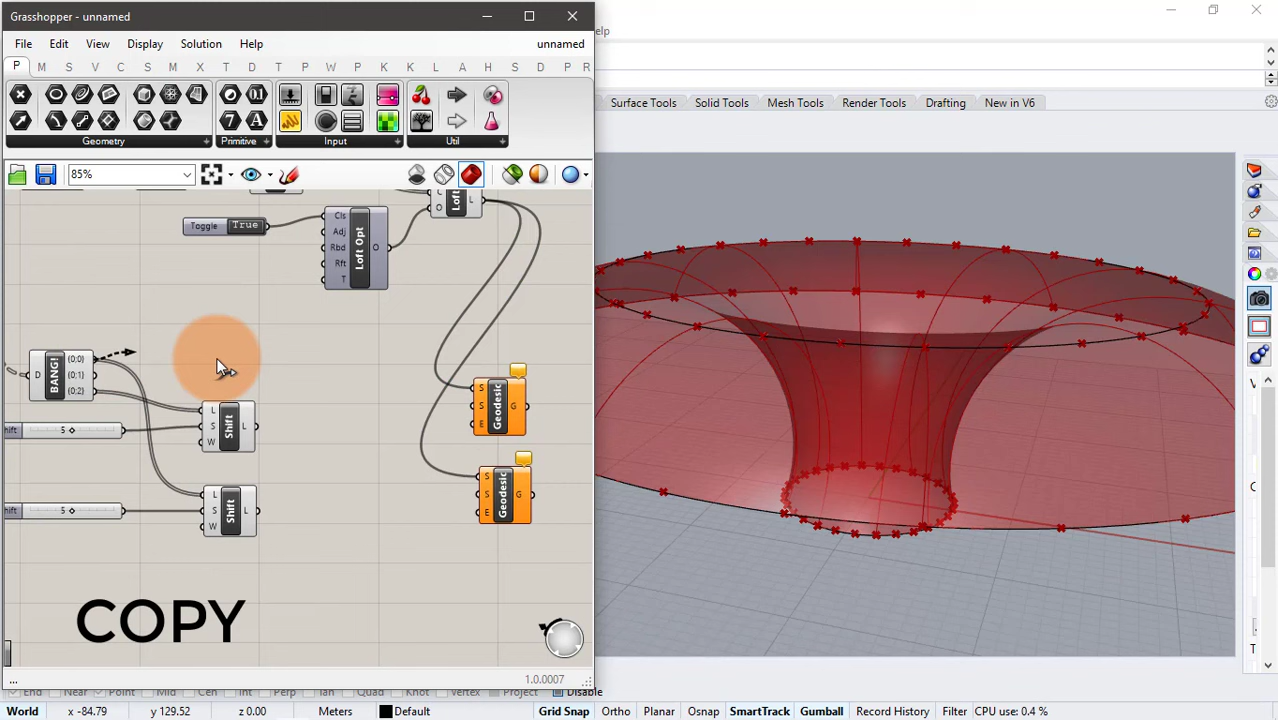 Grasshopper - unnamed
File Edit View Display Solution Help unnamed
elp
P M S V C S M X T D T P W P K K L A H S D P R
Surface Tools Solid Tools Mesh Tools Render Tools Drafting New in V6
Geometry Primitive Input Util
85%
Toggle True
Cls
Adj
Rbd
Rft
T
Loft Opt
O
L
O
Loft
L
D
BANG!
{0;0}
{0;1}
{0;2}
hift 5
L
S
W
Shift
L
hift 5
L
S
W
Shift
L
S
S
E
Geodesic
G
S
S
E
Geodesic
G
COPY
... 1.0.0007
End Near Point Mid Cen Int Perp Tan Quad Knot Vertex Project Disable
World x -84.79 y 129.52 z 0.00 Meters Default Grid Snap Ortho Planar Osnap SmartTrack Gumball Record History Filter CPU use: 0.4 %